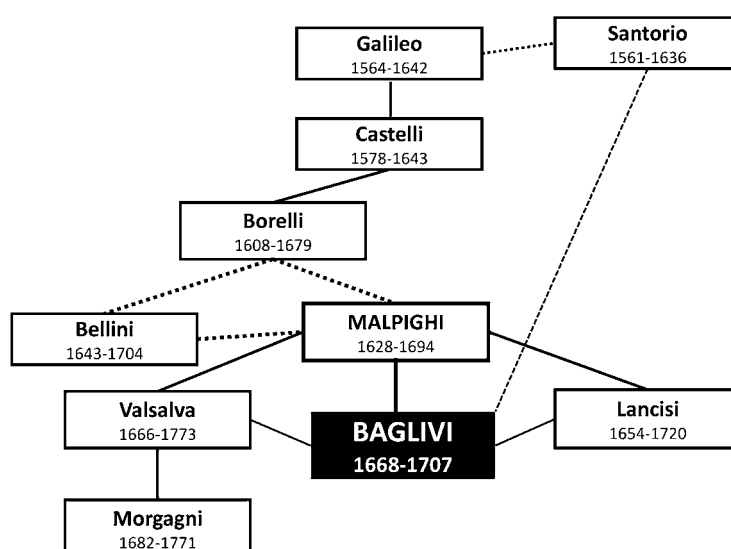 Galileo
1564-1642
Santorio
1561-1636
Castelli
1578-1643
Borelli
1608-1679
Bellini
1643-1704
MALPIGHI
1628-1694
Valsalva
1666-1773
BAGLIVI
1668-1707
Lancisi
1654-1720
Morgagni
1682-1771